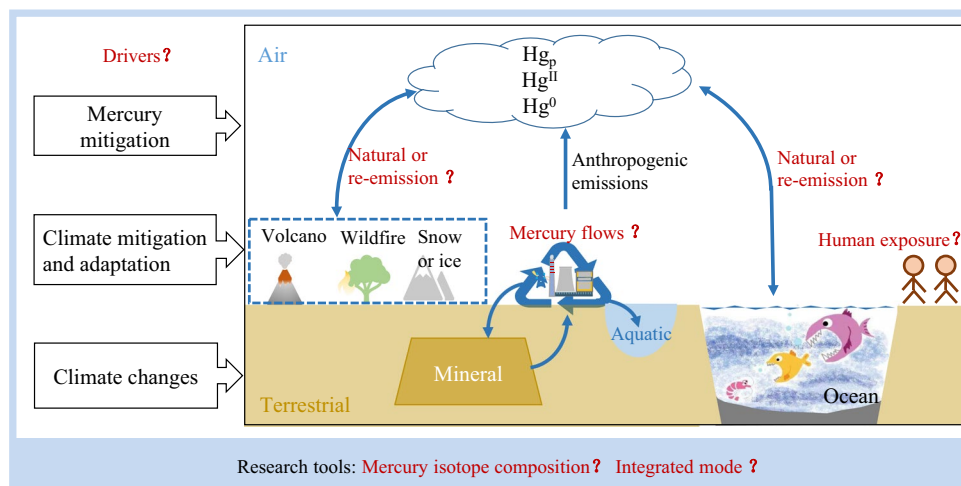 Drivers?
Mercury
mitigation
Climate mitigation
and adaptation
Climate changes
Air
Hgp
HgII
Hg0
Natural or
re-emission ?
Anthropogenic
emissions
Natural or
re-emission ?
Volcano
Wildfire
Snow
or ice
Mercury flows ?
Human exposure?
Aquatic
Mineral
Terrestrial
Ocean
Research tools: Mercury isotope composition? Integrated mode ?